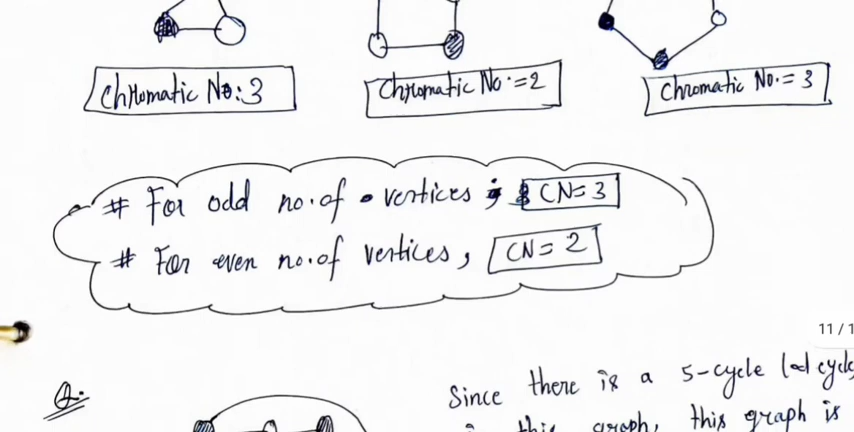 Chromatic No:3
Chromatic No.=2
Chromatic No.= 3
# For odd no.of vertices ; CN=3
# For even no.of vertices, CN= 2
11 / 1
Q.
Since there is a 5-cycle
this graph, this graph is